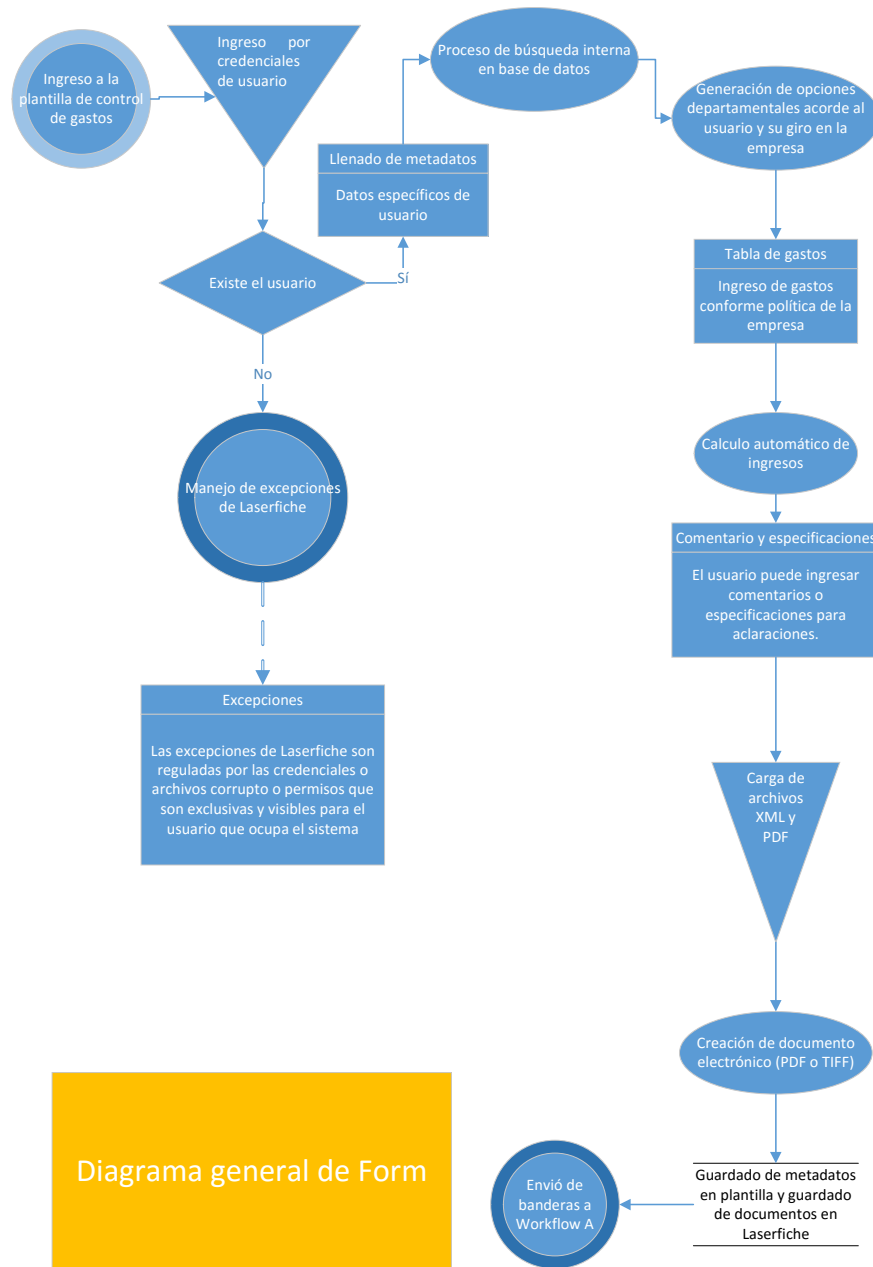 Ingreso a la
plantilla de control
de gastos
Ingreso por
credenciales
de usuario
Existe el usuario
Sí
No
Llenado de metadatos
Datos específicos de
usuario
Proceso de búsqueda interna
en base de datos
Generación de opciones
departamentales acorde al
usuario y su giro en la
empresa
Tabla de gastos
Ingreso de gastos
conforme política de la
empresa
Calculo automático de
ingresos
Comentario y especificaciones
El usuario puede ingresar
comentarios o
especificaciones para
aclaraciones.
Carga de
archivos
XML y
PDF
Creación de documento
electrónico (PDF o TIFF)
Guardado de metadatos
en plantilla y guardado
de documentos en
Laserfiche
Envió de
banderas a
Workflow A
Manejo de excepciones
de Laserfiche
Excepciones
Las excepciones de Laserfiche son
reguladas por las credenciales o
archivos corrupto o permisos que
son exclusivas y visibles para el
usuario que ocupa el sistema
Diagrama general de Form